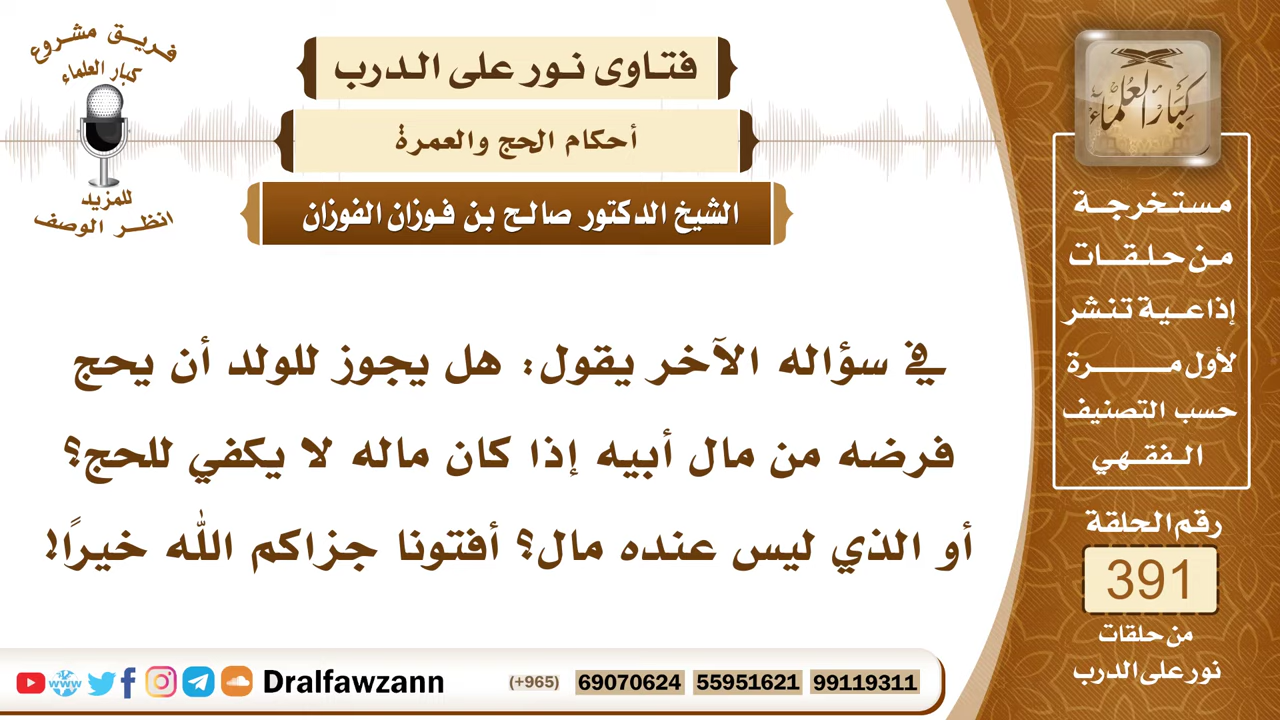 فريق مشروع
كبار العلماء
للمزيد
انظر الوصف
فتاوى نور على الدرب
أحكام الحج والعمرة
الشيخ الدكتور صالح بن فوزان الفوزان
في سؤاله الآخر يقول: هل يجوز للولد أن يحج
فرضه من مال أبيه إذا كان ماله لا يكفي للحج؟
أو الذي ليس عنده مال؟ أفتونا جزاكم الله خيرًا!
كبار العلماء
مستخرجة
من حلقات
إذاعية تنشر
لأول مرة
حسب التصنيف
الفقهي
رقم الحلقة
391
من حلقات
نور على الدرب
www
Dralfawzann
(+965) 69070624 55951621 99119311